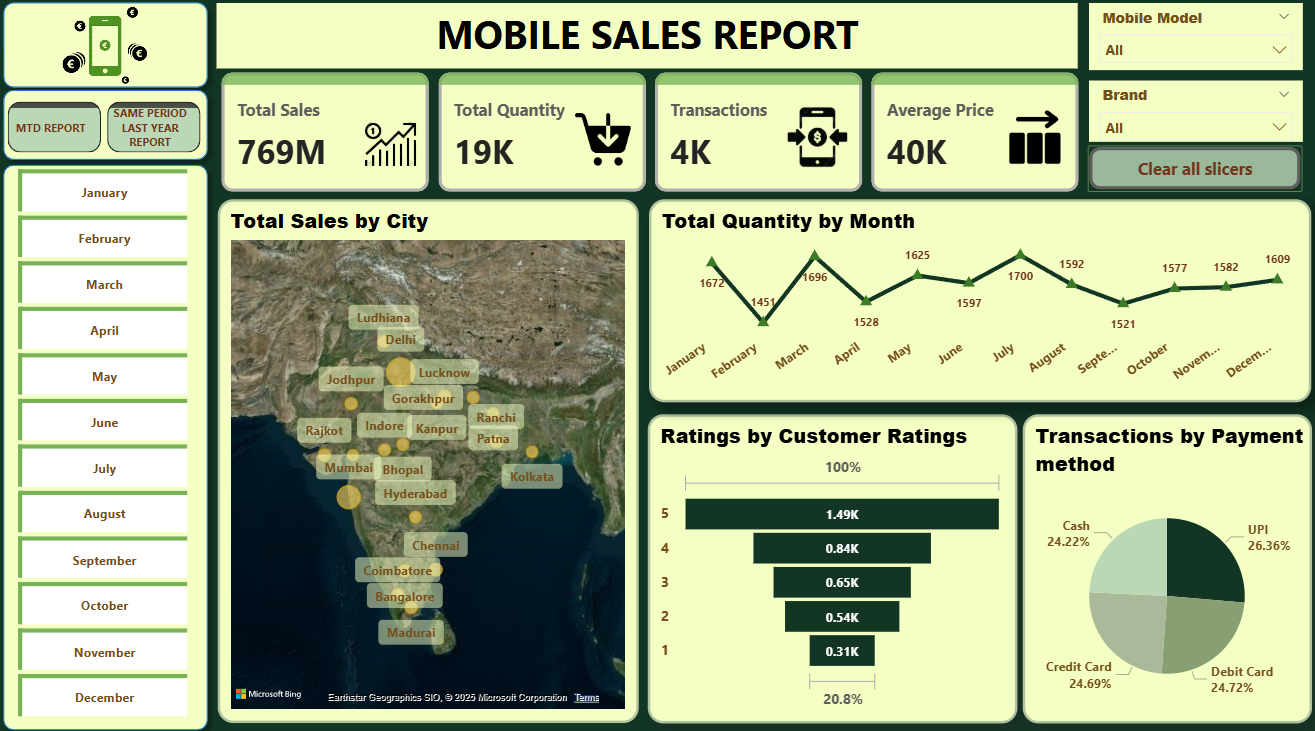 MOBILE SALES REPORT
Mobile Model
All
Brand
All
Clear all slicers
MTD REPORT
SAME PERIOD
LAST YEAR
REPORT
Total Sales
769M
Total Quantity
19K
Transactions
4K
Average Price
40K
January
February
March
April
May
June
July
August
September
October
November
December
Total Sales by City
Ludhiana
Delhi
Lucknow
Jodhpur
Gorakhpur
Ranchi
Rajkot
Indore
Kanpur
Patna
Mumbai
Bhopal
Kolkata
Hyderabad
Chennai
Coimbatore
Bangalore
Madurai
Microsoft Bing
Earthstar Geographics SIO, © 2025 Microsoft Corporation Terms
Total Quantity by Month
1672
1451
1696
1528
1625
1597
1700
1592
1521
1577
1582
1609
January
February
March
April
May
June
July
August
Septe...
October
Novem...
Decem...
Ratings by Customer Ratings
100%
5 1.49K
4 0.84K
3 0.65K
2 0.54K
1 0.31K
20.8%
Transactions by Payment
method
Cash
24.22%
UPI
26.36%
Credit Card
24.69%
Debit Card
24.72%